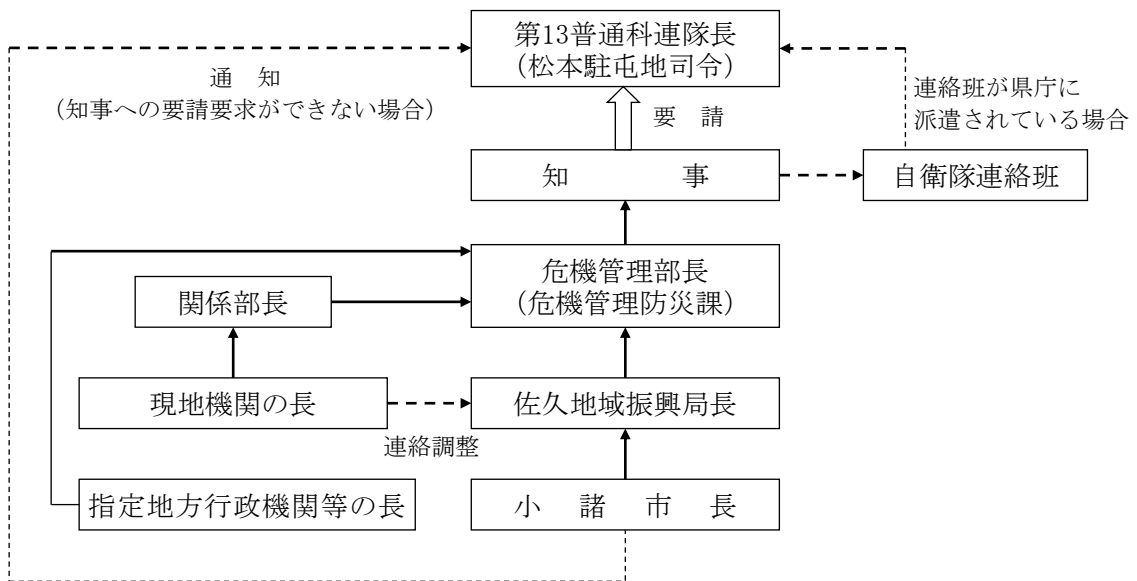 第13普通科連隊長
（松本駐屯地司令）
通　知
（知事への要請要求ができない場合）
要　請
連絡班が県庁に
派遣されている場合
知　　　事
自衛隊連絡班
危機管理部長
（危機管理防災課）
関係部長
現地機関の長
佐久地域振興局長
連絡調整
指定地方行政機関等の長
小　諸　市　長